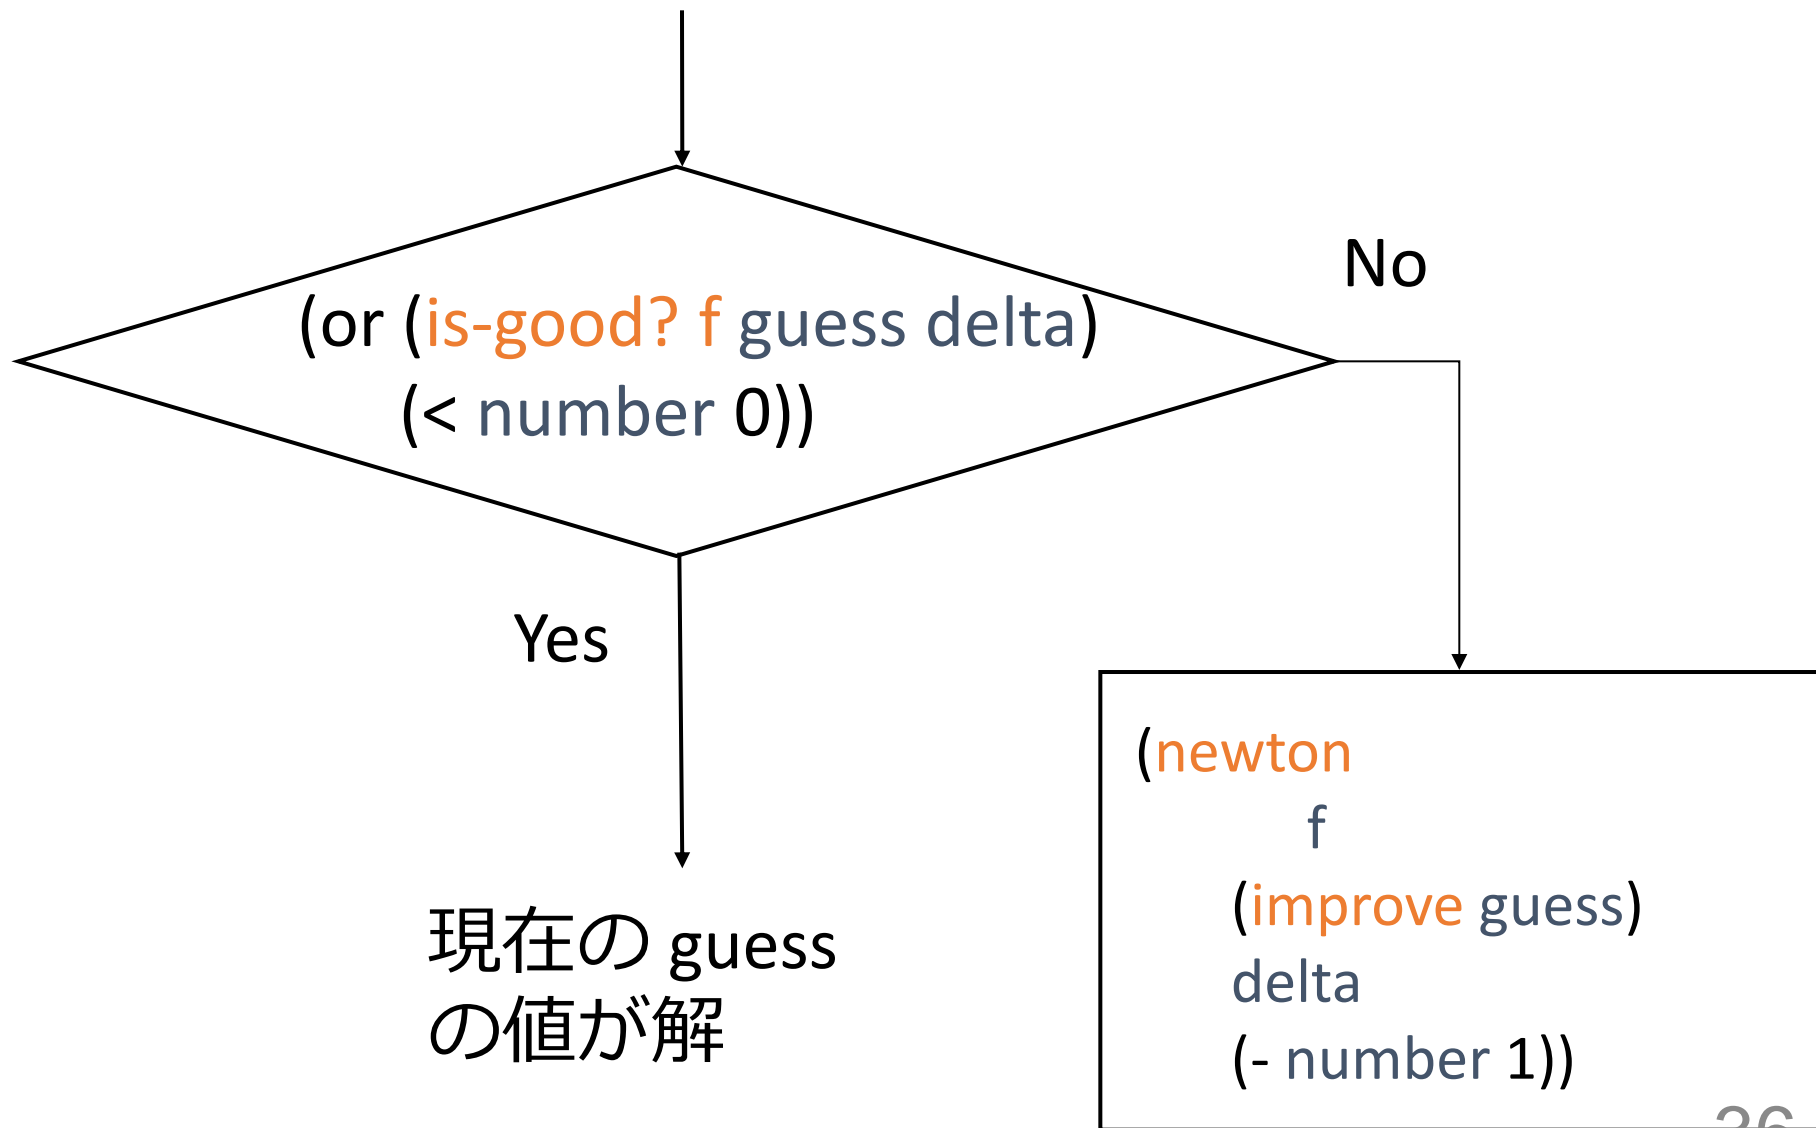 No
(or (is-good? f guess delta)
(< number 0))
Yes
(newton
f
(improve guess)
delta
(- number 1))
現在の guess
の値が解